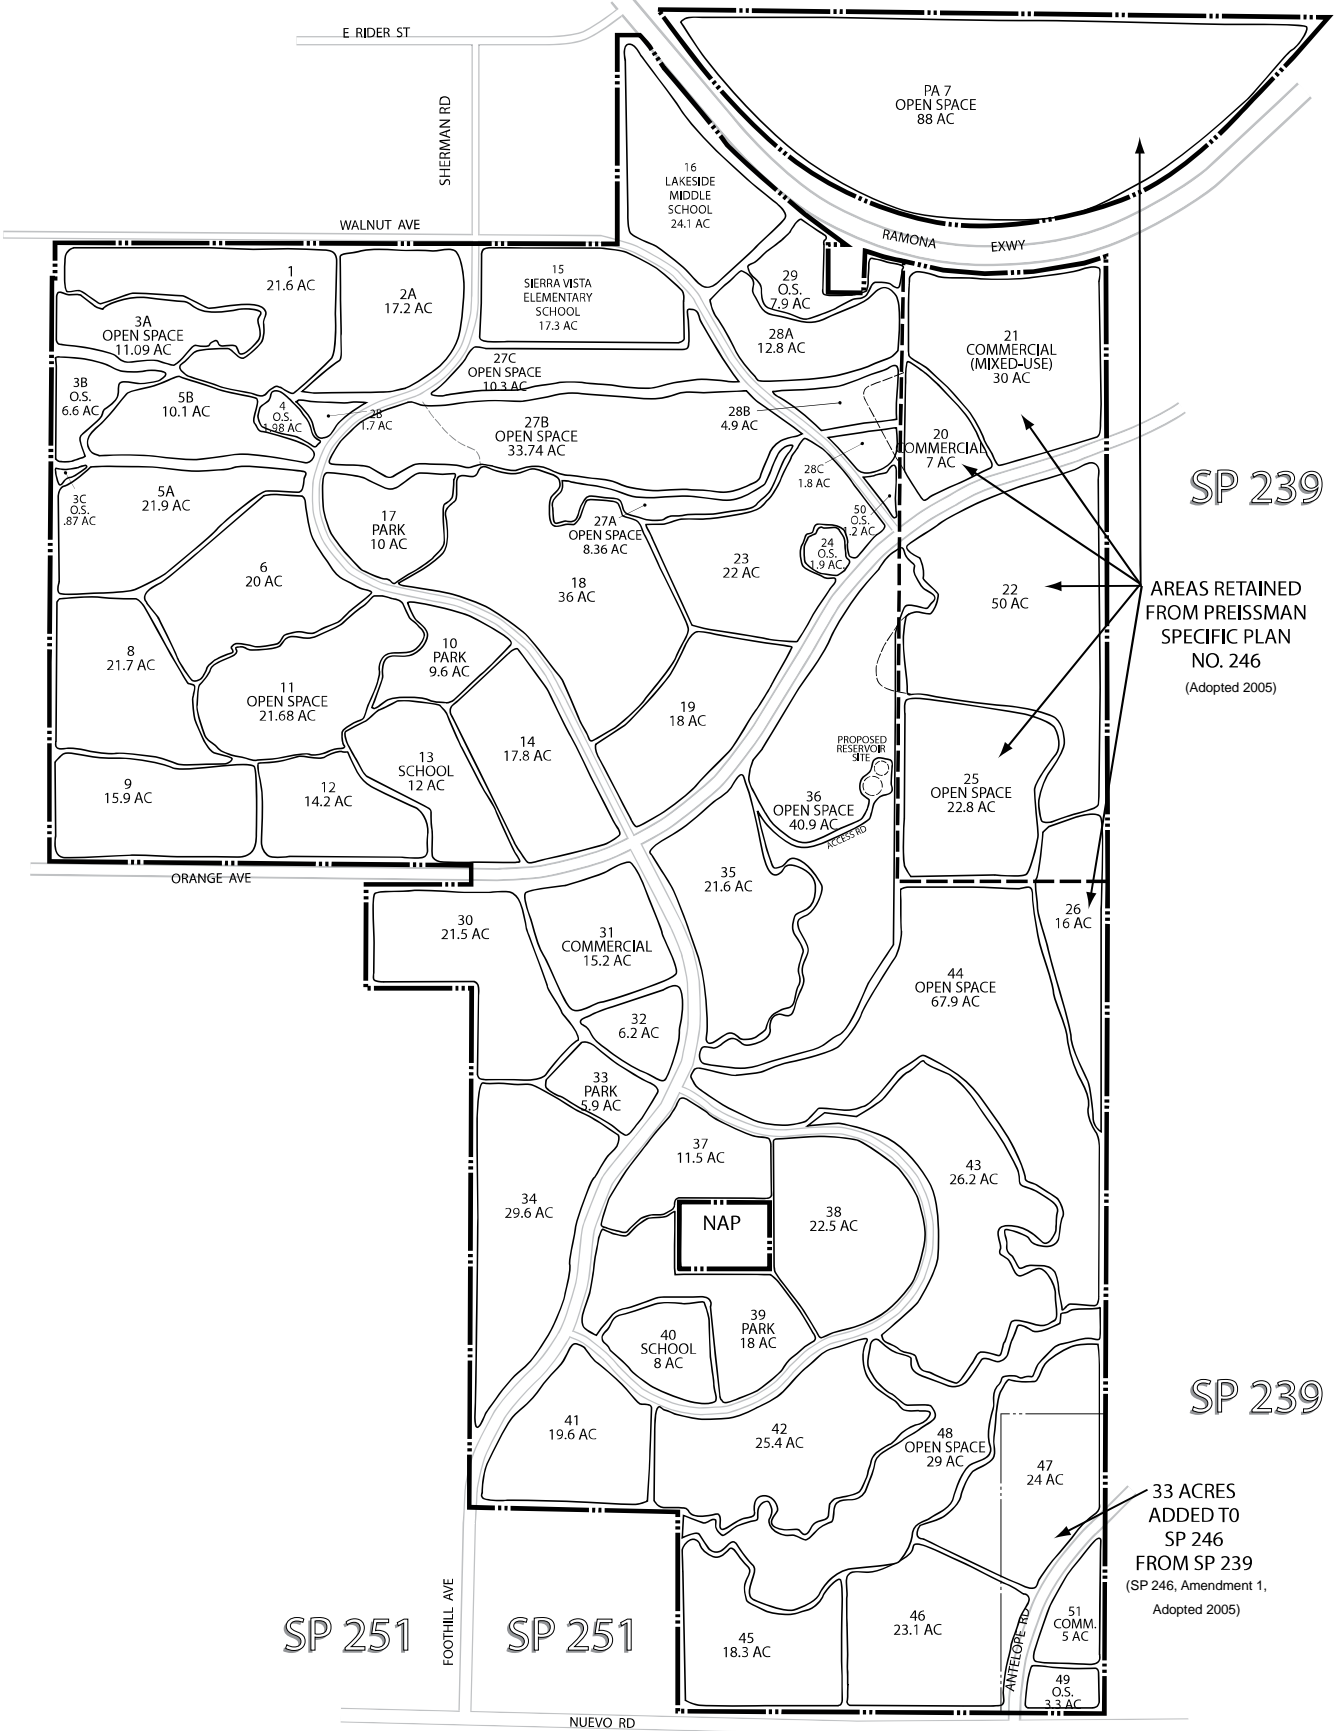 E RIDER ST
SHERMAN RD
WALNUT AVE
PA 7
OPEN SPACE
88 AC
16
LAKESIDE
MIDDLE
SCHOOL
24.1 AC
RAMONA EXWY
1
21.6 AC
2A
17.2 AC
15
SIERRA VISTA
ELEMENTARY
SCHOOL
17.3 AC
29
O.S.
7.9 AC
28A
12.8 AC
21
COMMERCIAL
(MIXED-USE)
30 AC
3A
OPEN SPACE
11.09 AC
27C
OPEN SPACE
10.3 AC
3B
O.S.
6.6 AC
5B
10.1 AC
4
O.S.
1.98 AC
2B
1.7 AC
27B
OPEN SPACE
33.74 AC
28B
4.9 AC
20
COMMERCIAL
7 AC
28C
1.8 AC
3C
O.S.
.87 AC
5A
21.9 AC
17
PARK
10 AC
27A
OPEN SPACE
8.36 AC
50
O.S.
1.2 AC
24
O.S.
1.9 AC
SP 239
6
20 AC
18
36 AC
23
22 AC
22
50 AC
AREAS RETAINED
FROM PREISSMAN
SPECIFIC PLAN
NO. 246
(Adopted 2005)
8
21.7 AC
10
PARK
9.6 AC
11
OPEN SPACE
21.68 AC
19
18 AC
14
17.8 AC
13
SCHOOL
12 AC
PROPOSED
RESERVOIR
SITE
9
15.9 AC
12
14.2 AC
36
OPEN SPACE
40.9 AC
ACCESS RD
25
OPEN SPACE
22.8 AC
ORANGE AVE
35
21.6 AC
30
21.5 AC
31
COMMERCIAL
15.2 AC
26
16 AC
44
OPEN SPACE
67.9 AC
32
6.2 AC
33
PARK
5.9 AC
37
11.5 AC
43
26.2 AC
34
29.6 AC
NAP
38
22.5 AC
39
PARK
18 AC
40
SCHOOL
8 AC
SP 239
41
19.6 AC
42
25.4 AC
48
OPEN SPACE
29 AC
47
24 AC
33 ACRES
ADDED T0
SP 246
FROM SP 239
(SP 246, Amendment 1,
Adopted 2005)
FOOTHILL AVE
SP 251
SP 251
45
18.3 AC
46
23.1 AC
ANTELOPE RD
51
COMM.
5 AC
49
O.S.
3.3 AC
NUEVO RD